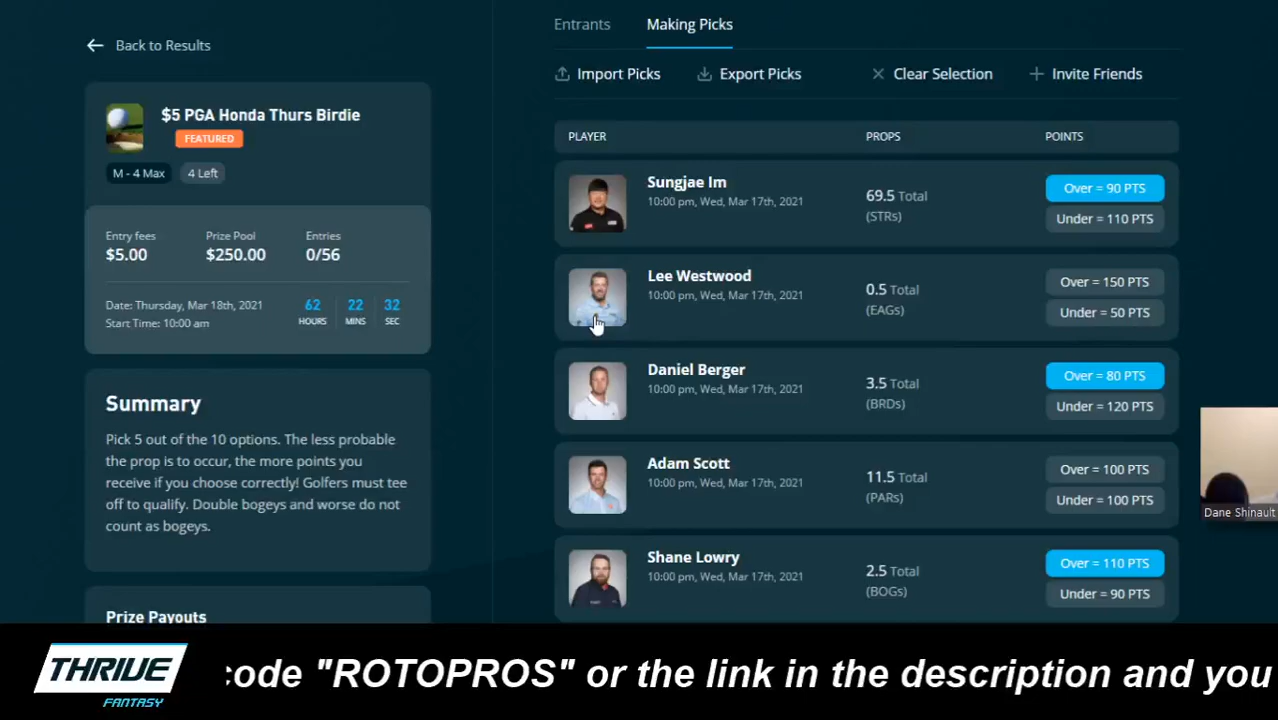 Back to Results
$5 PGA Honda Thurs Birdie
FEATURED
M - 4 Max
4 Left
Entry fees
Prize Pool
Entries
$5.00
$250.00
0/56
Date: Thursday, Mar 18th, 2021
Start Time: 10:00 am
62
22
32
HOURS
MINS
SEC
Summary
Pick 5 out of the 10 options. The less probable
the prop is to occur, the more points you
receive if you choose correctly! Golfers must tee
off to qualify. Double bogeys and worse do not
count as bogeys.
Prize Payouts
Entrants
Making Picks
Import Picks
Export Picks
Clear Selection
Invite Friends
PLAYER
PROPS
POINTS
Sungjae Im
10:00 pm, Wed, Mar 17th, 2021
69.5 Total
(STRs)
Over = 90 PTS
Under = 110 PTS
Lee Westwood
10:00 pm, Wed, Mar 17th, 2021
0.5 Total
(EAGs)
Over = 150 PTS
Under = 50 PTS
Daniel Berger
10:00 pm, Wed, Mar 17th, 2021
3.5 Total
(BRDs)
Over = 80 PTS
Under = 120 PTS
Adam Scott
10:00 pm, Wed, Mar 17th, 2021
11.5 Total
(PARs)
Over = 100 PTS
Under = 100 PTS
Shane Lowry
10:00 pm, Wed, Mar 17th, 2021
2.5 Total
(BOGs)
Over = 110 PTS
Under = 90 PTS
Dane Shinault
THRIVE
FANTASY
code "ROTOPROS" or the link in the description and you